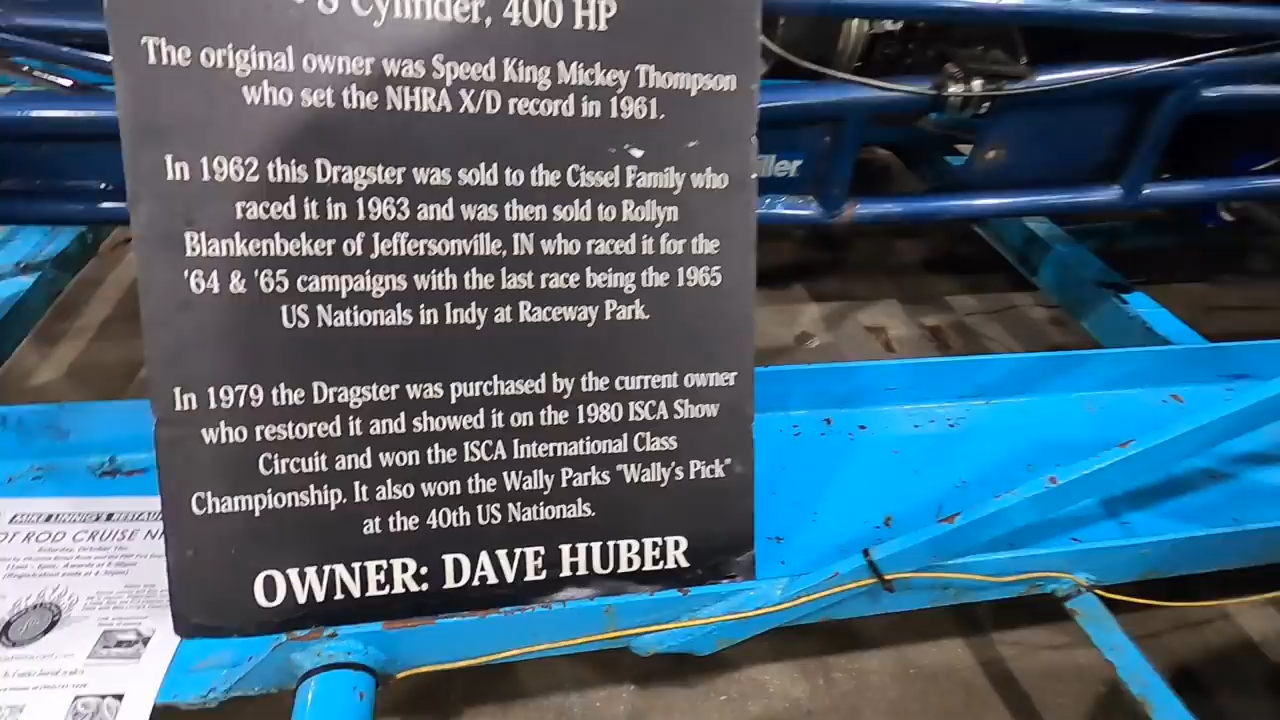 8 Cylinder, 400 HP
The original owner was Speed King Mickey Thompson
who set the NHRA X/D record in 1961.
In 1962 this Dragster was sold to the Cissel Family who
raced it in 1963 and was then sold to Rollyn
Blankenbeker of Jeffersonville, IN who raced it for the
'64 & '65 campaigns with the last race being the 1965
US Nationals in Indy at Raceway Park.
In 1979 the Dragster was purchased by the current owner
who restored it and showed it on the 1980 ISCA Show
Circuit and won the ISCA International Class
Championship. It also won the Wally Parks "Wally's Pick"
at the 40th US Nationals.
OWNER: DAVE HUBER
MIKE LINNIG'S
ROD CRUISE
Saturday, October